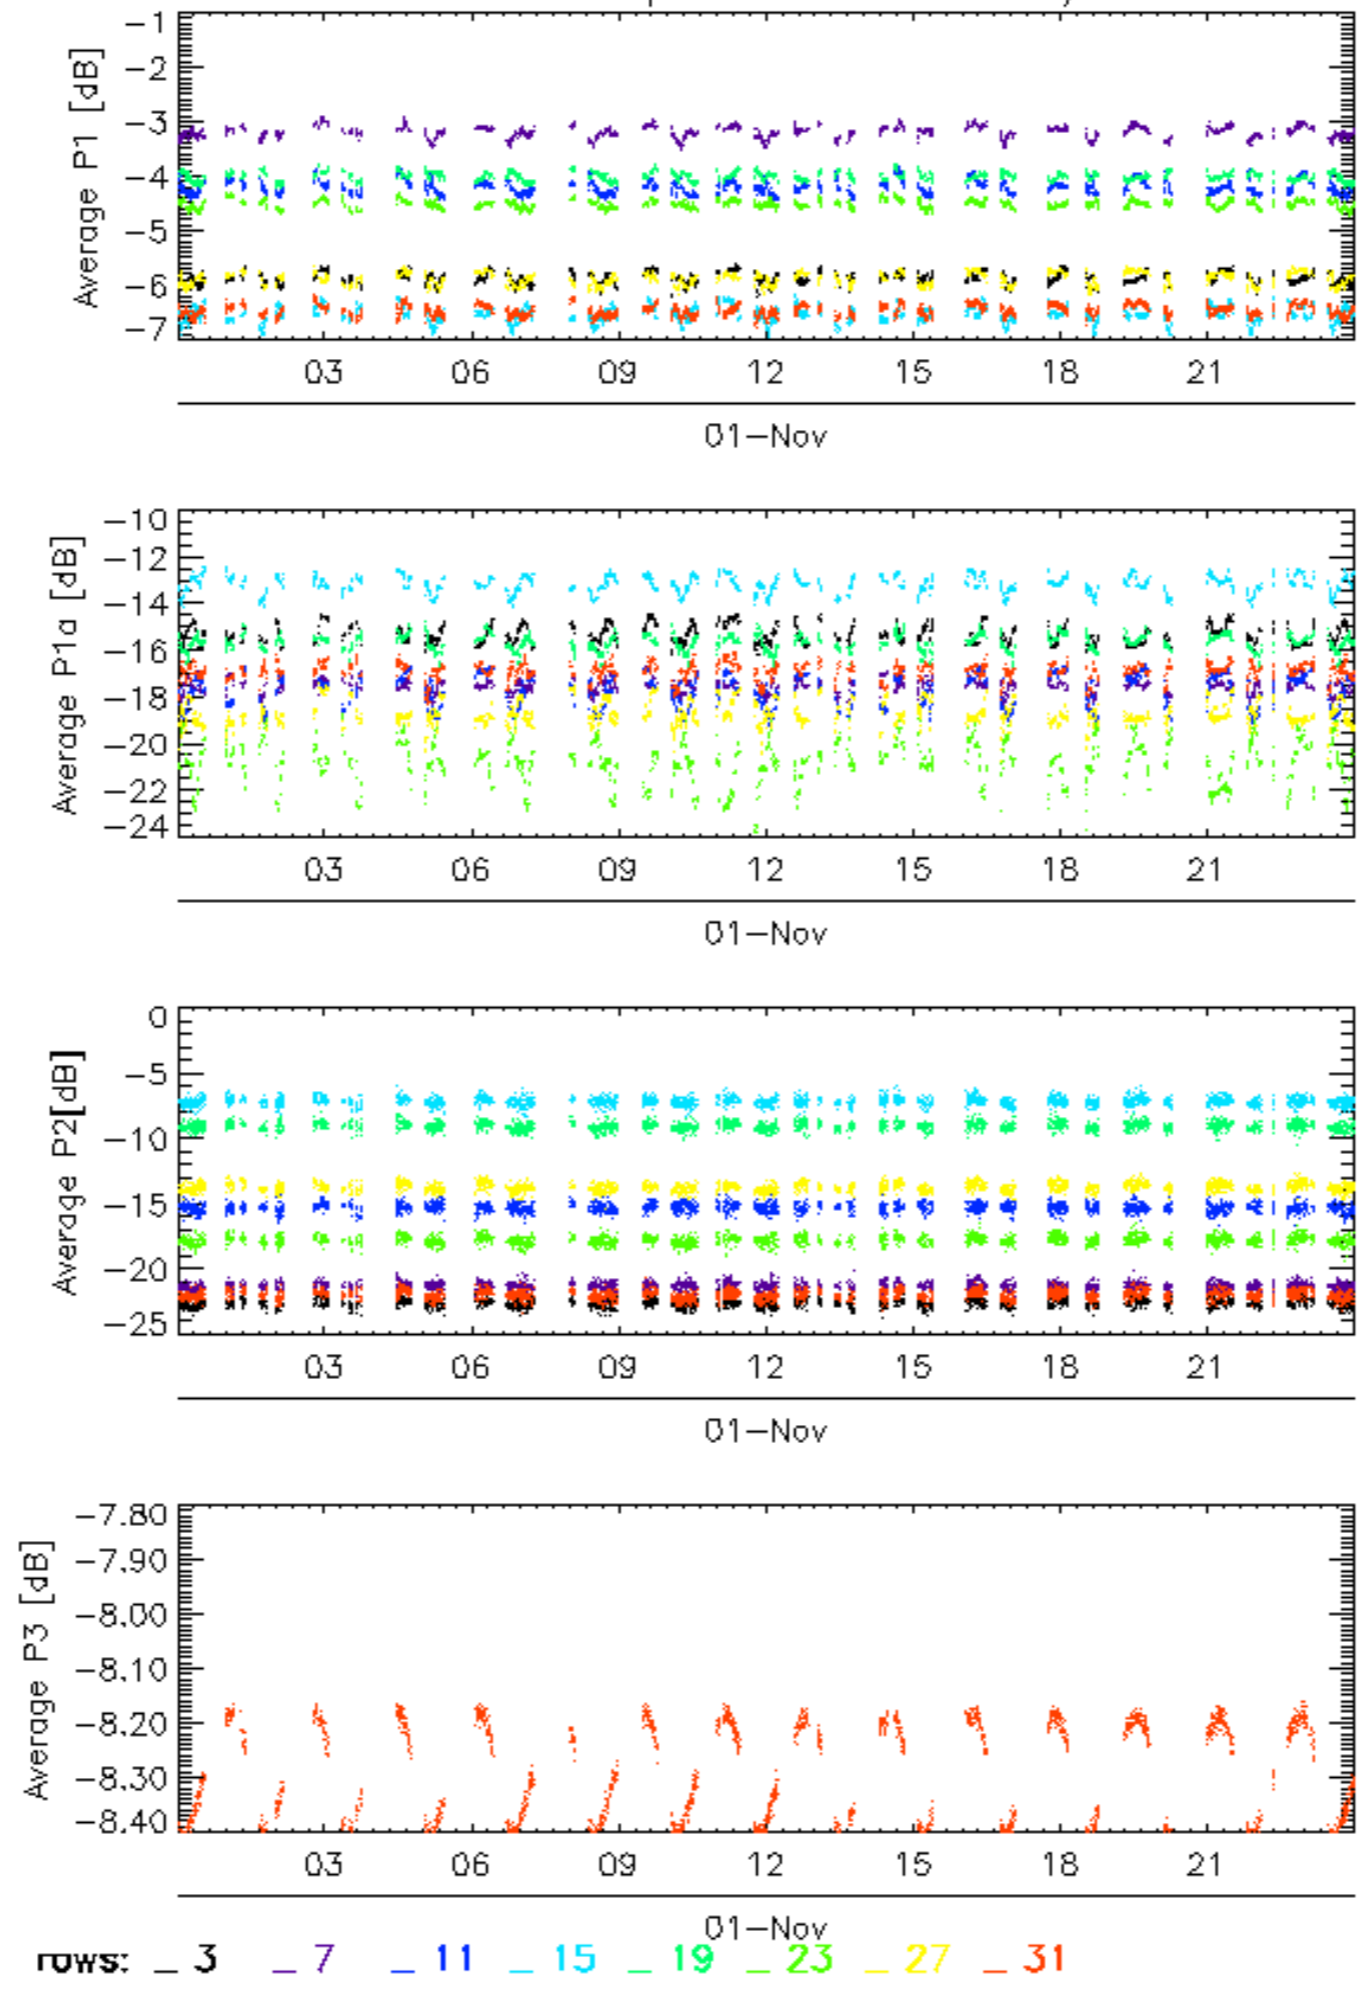 Average P1 [dB]
-1
-2
-3
-4
-5
-6
-7
03 06 09 12 15 18 21
01-Nov
Average P1a [dB]
-10
-12
-14
-16
-18
-20
-22
-24
03 06 09 12 15 18 21
01-Nov
Average P2[dB]
0
-5
-10
-15
-20
-25
03 06 09 12 15 18 21
01-Nov
Average P3 [dB]
-7.80
-7.90
-8.00
-8.10
-8.20
-8.30
-8.40
03 06 09 12 15 18 21
01-Nov
rows: _ 3 _ 7 _ 11 _ 15 _ 19 _ 23 _ 27 _ 31